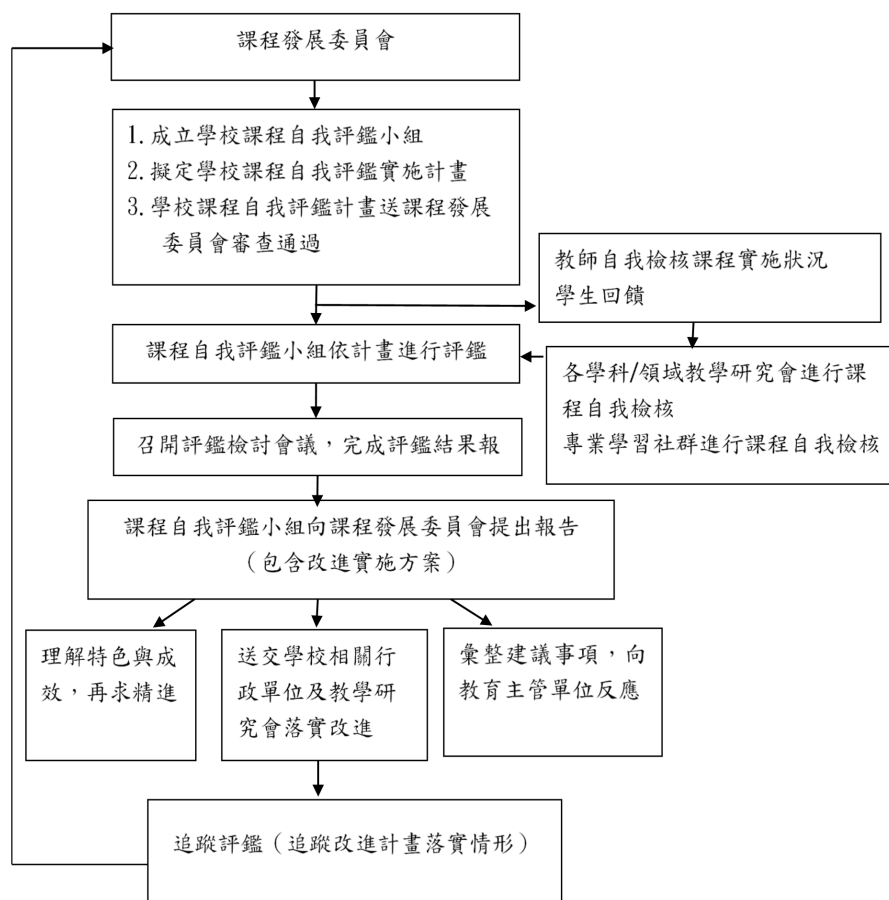 課程發展委員會
1.成立學校課程自我評鑑小組
2.擬定學校課程自我評鑑實施計畫
3.學校課程自我評鑑計畫送課程發展
委員會審查通過
教師自我檢核課程實施狀況
學生回饋
課程自我評鑑小組依計畫進行評鑑
各學科/領域教學研究會進行課
程自我檢核
專業學習社群進行課程自我檢核
召開評鑑檢討會議，完成評鑑結果報
課程自我評鑑小組向課程發展委員會提出報告
（包含改進實施方案）
理解特色與成
效，再求精進
送交學校相關行
政單位及教學研
究會落實改進
彙整建議事項，向
教育主管單位反應
追蹤評鑑（追蹤改進計畫落實情形）